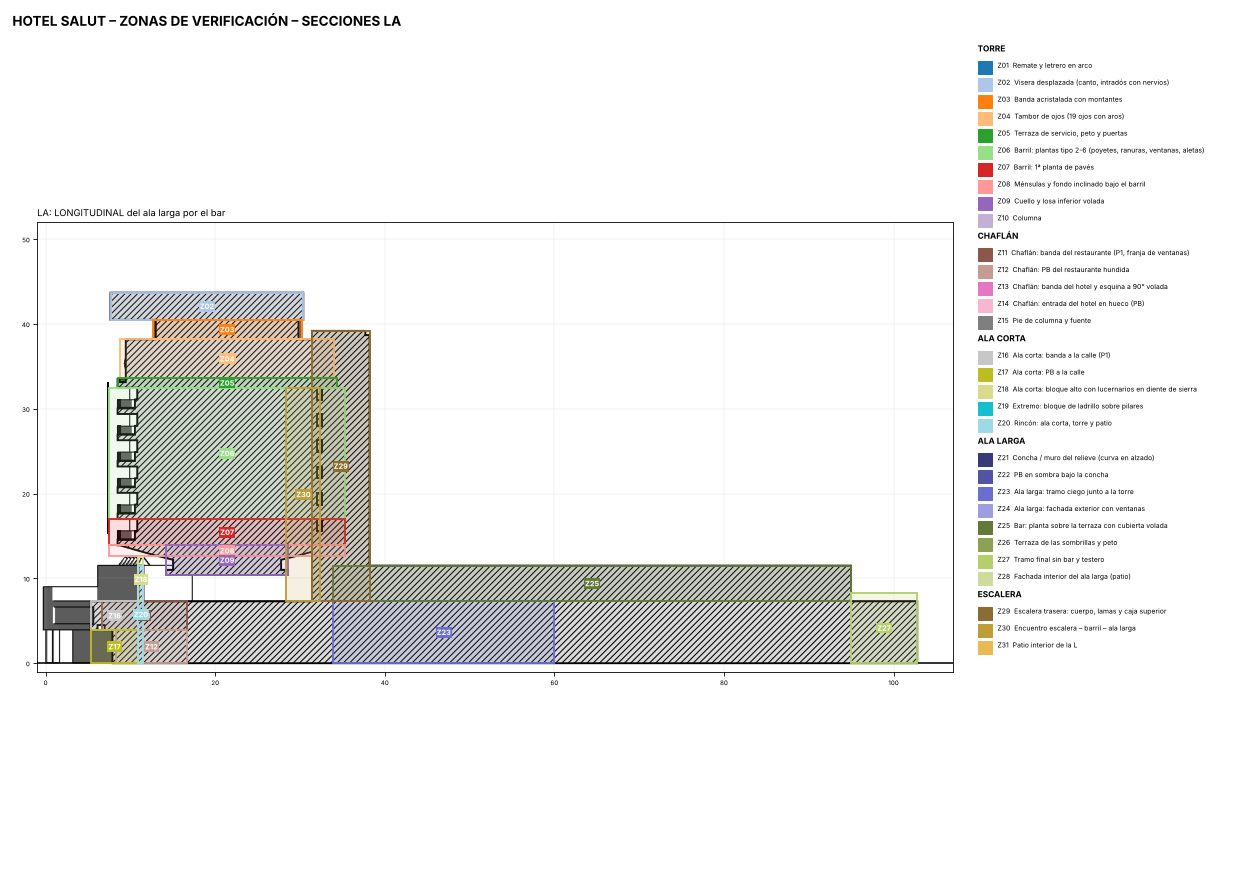 HOTEL SALUT – ZONAS DE VERIFICACIÓN – SECCIONES LA
TORRE
Z01 Remate y letrero en arco
Z02 Visera desplazada (canto, intradós con nervios)
Z03 Banda acristalada con montantes
Z04 Tambor de ojos (19 ojos con aros)
Z05 Terraza de servicio, peto y puertas
Z06 Barril: plantas tipo 2-6 (poyetes, ranuras, ventanas, aletas)
Z07 Barril: 1ª planta de pavés
Z08 Ménsulas y fondo inclinado bajo el barril
Z09 Cuello y losa inferior volada
Z10 Columna
CHAFLÁN
Z11 Chaflán: banda del restaurante (P1, franja de ventanas)
Z12 Chaflán: PB del restaurante hundida
Z13 Chaflán: banda del hotel y esquina a 90° volada
Z14 Chaflán: entrada del hotel en hueco (PB)
Z15 Pie de columna y fuente
ALA CORTA
Z16 Ala corta: banda a la calle (P1)
Z17 Ala corta: PB a la calle
Z18 Ala corta: bloque alto con lucernarios en diente de sierra
Z19 Extremo: bloque de ladrillo sobre pilares
Z20 Rincón: ala corta, torre y patio
ALA LARGA
Z21 Concha / muro del relieve (curva en alzado)
Z22 PB en sombra bajo la concha
Z23 Ala larga: tramo ciego junto a la torre
Z24 Ala larga: fachada exterior con ventanas
Z25 Bar: planta sobre la terraza con cubierta volada
Z26 Terraza de las sombrillas y peto
Z27 Tramo final sin bar y testero
Z28 Fachada interior del ala larga (patio)
ESCALERA
Z29 Escalera trasera: cuerpo, lamas y caja superior
Z30 Encuentro escalera – barril – ala larga
Z31 Patio interior de la L
LA: LONGITUDINAL del ala larga por el bar
50
40
30
20
10
0
Z02
Z03
Z04
Z05
Z06
Z29
Z30
Z07
Z08
Z09
Z18
Z25
Z16
Z20
Z17
Z12
Z23
Z27
0
20
40
60
80
100